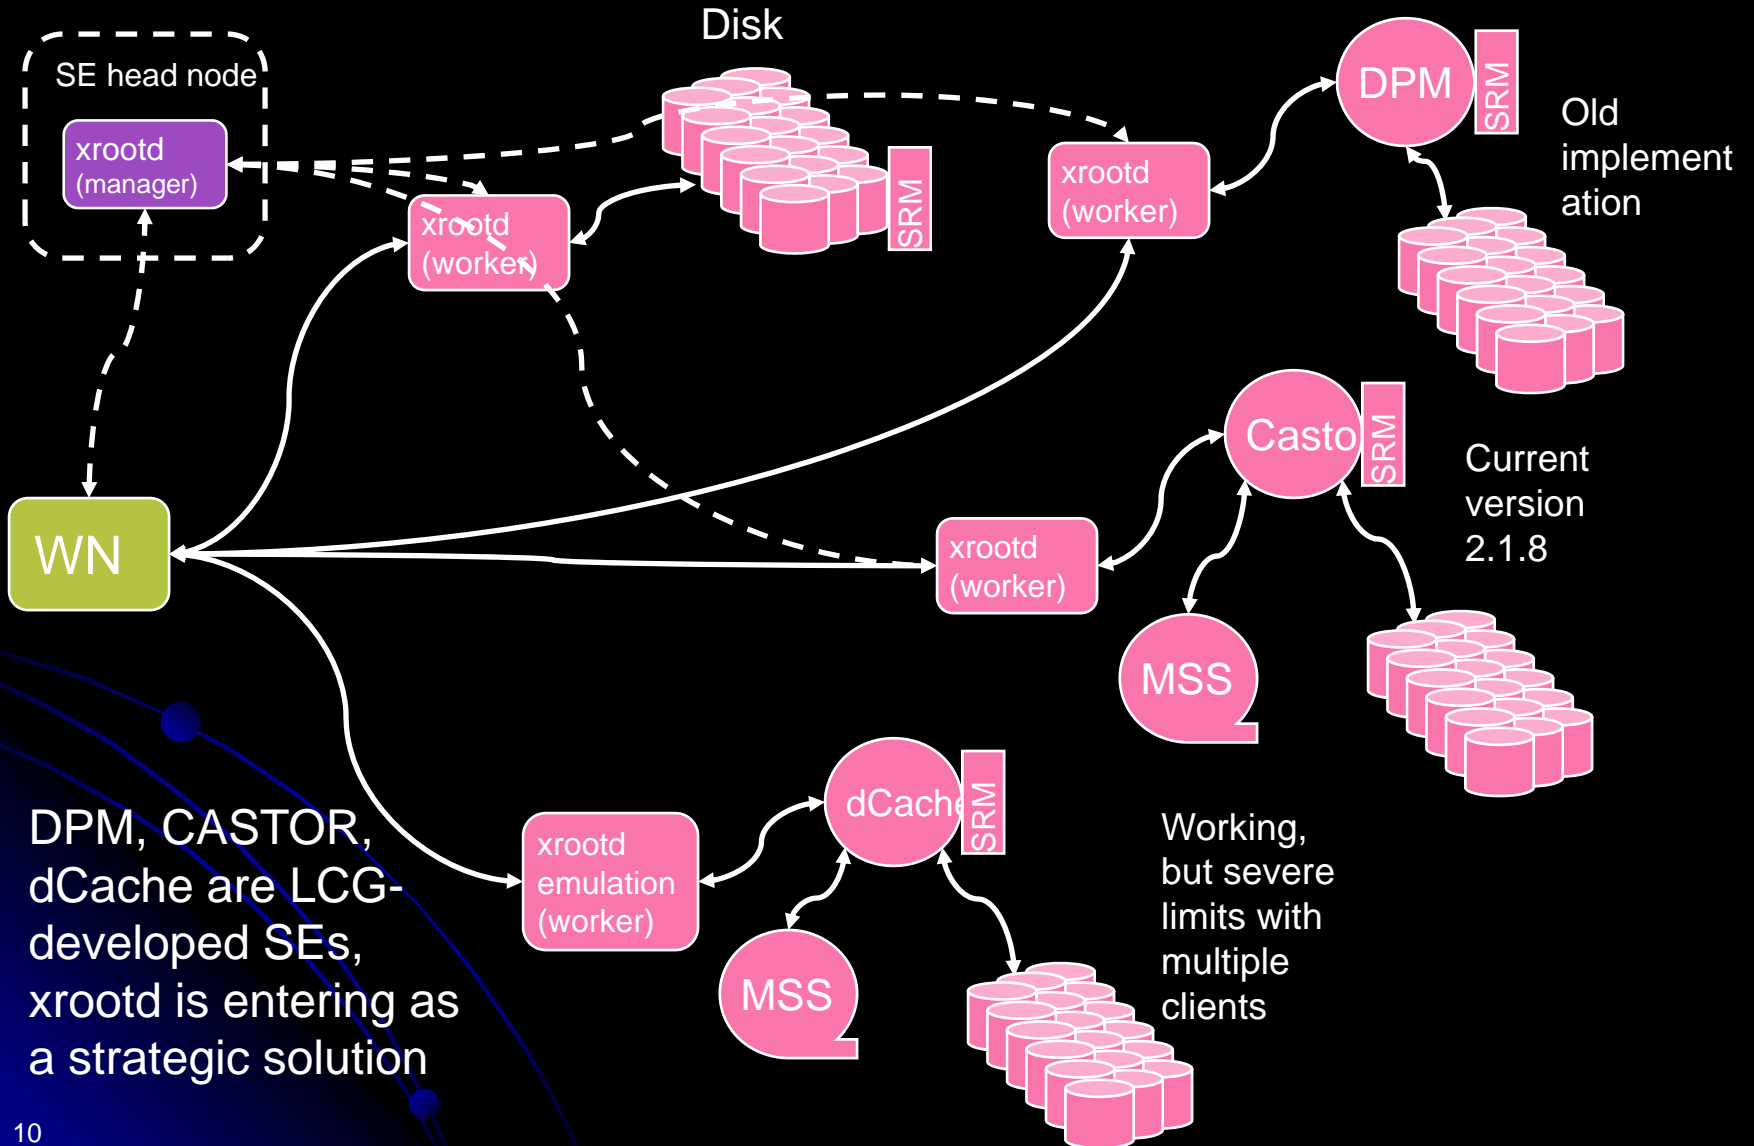 Disk
SE head node
xrootd
(manager)
xrootd
(worker)
SRM
xrootd
(worker)
DPM
SRM
Old
implement
ation
Casto
SRM
Current
version
2.1.8
WN
xrootd
(worker)
MSS
dCache
SRM
xrootd
emulation
(worker)
MSS
Working,
but severe
limits with
multiple
clients
DPM, CASTOR,
dCache are LCG-
developed SEs,
xrootd is entering as
a strategic solution
10